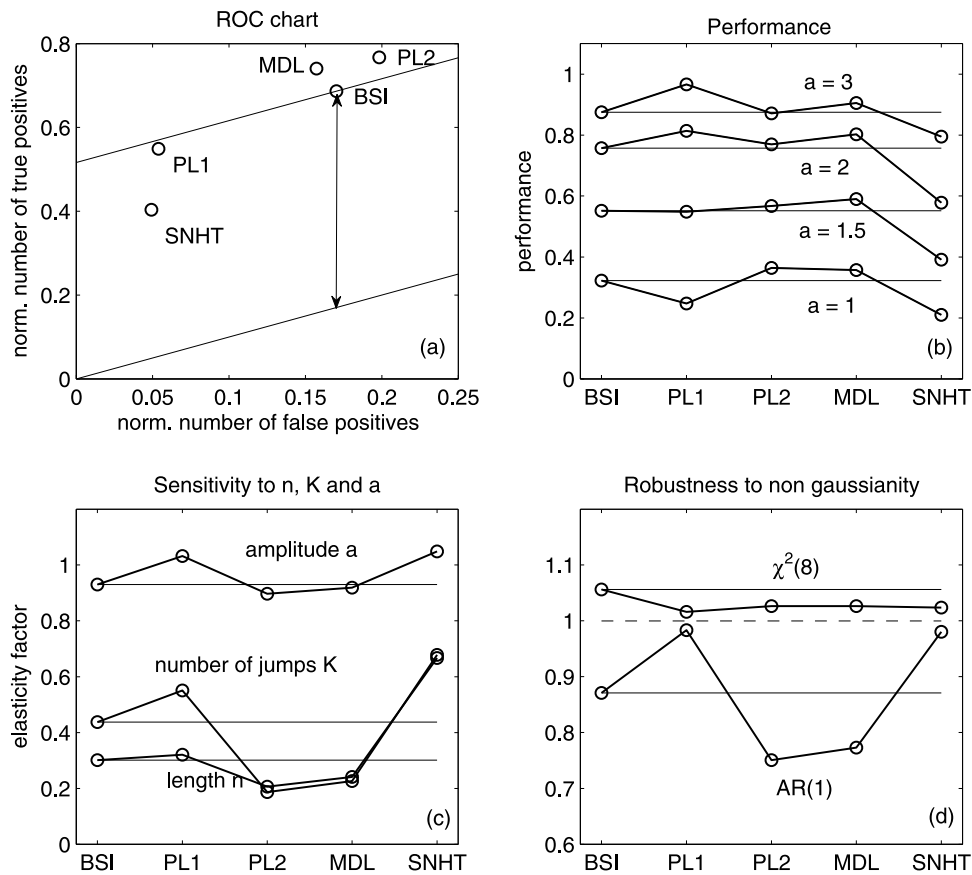 ROC chart
norm. number of true positives
0.8
0.6
0.4
0.2
0
MDL
PL2
BSI
PL1
SNHT
(a)
0 0.05 0.1 0.15 0.2 0.25
norm. number of false positives
Performance
performance
1
0.8
0.6
0.4
0.2
0
a = 3
a = 2
a = 1.5
a = 1
(b)
BSI PL1 PL2 MDL SNHT
Sensitivity to n, K and a
elasticity factor
1
0.8
0.6
0.4
0.2
0
amplitude a
number of jumps K
length n
(c)
BSI PL1 PL2 MDL SNHT
Robustness to non gaussianity
1.1
1
0.9
0.8
0.7
0.6
χ²(8)
AR(1)
(d)
BSI PL1 PL2 MDL SNHT